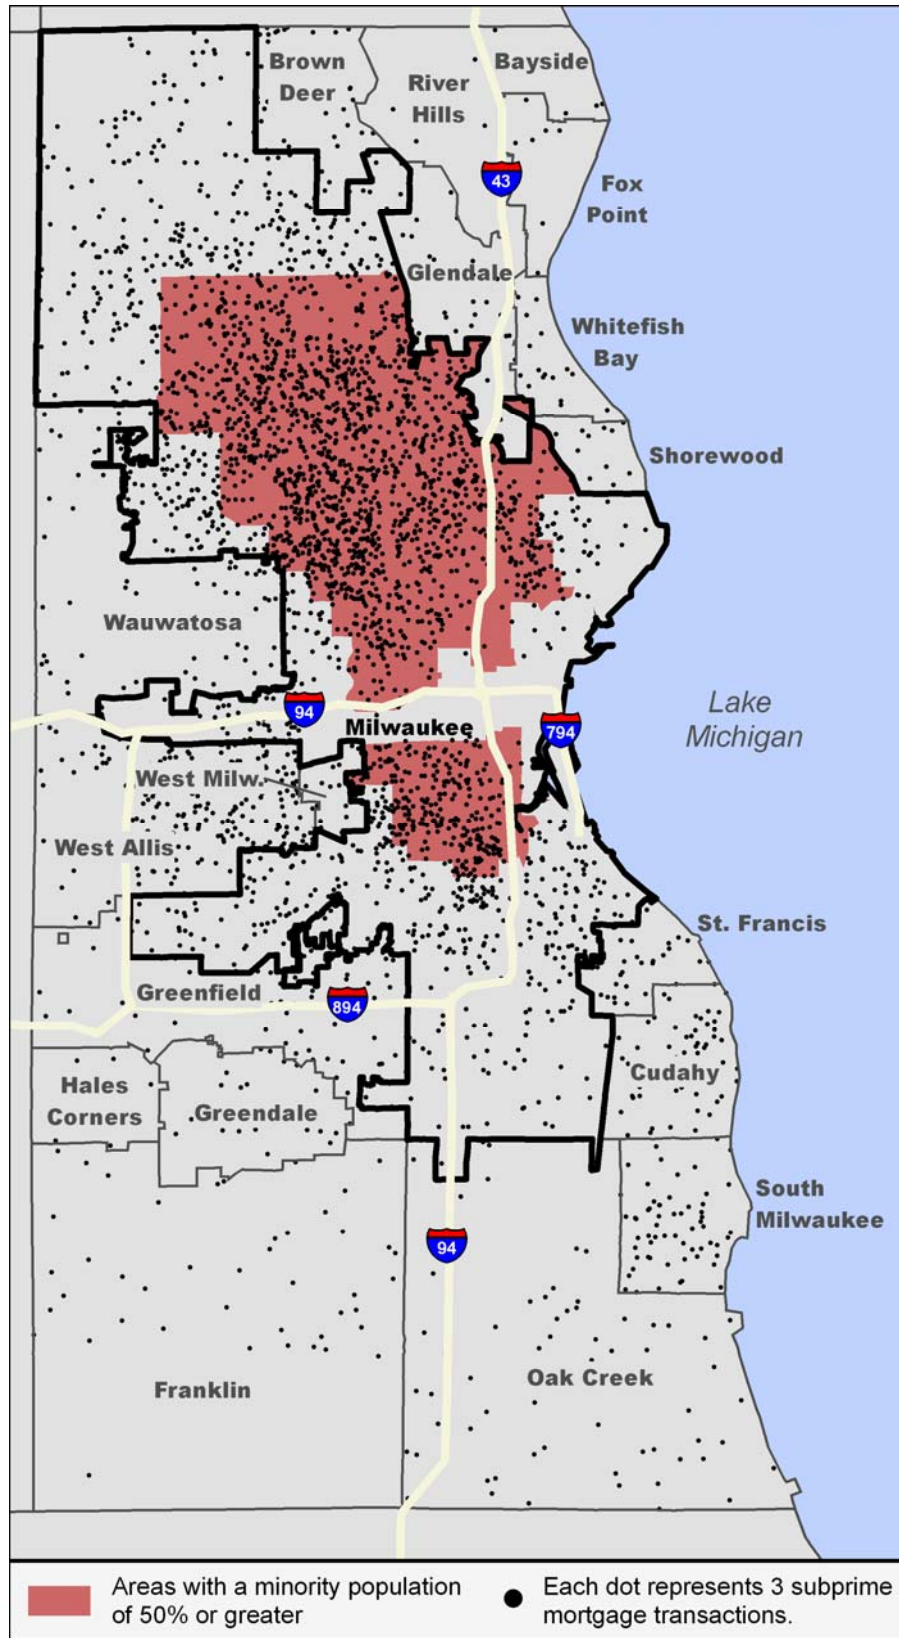 Brown
Deer
River
Hills
Bayside
43
Fox
Point
Glendale
Whitefish
Bay
Shorewood
Wauwatosa
94
Milwaukee
794
Lake
Michigan
West Milw.
West Allis
St. Francis
Greenfield
894
Hales
Corners
Greendale
Cudahy
South
Milwaukee
94
Franklin
Oak Creek
Areas with a minority population
of 50% or greater
Each dot represents 3 subprime
mortgage transactions.